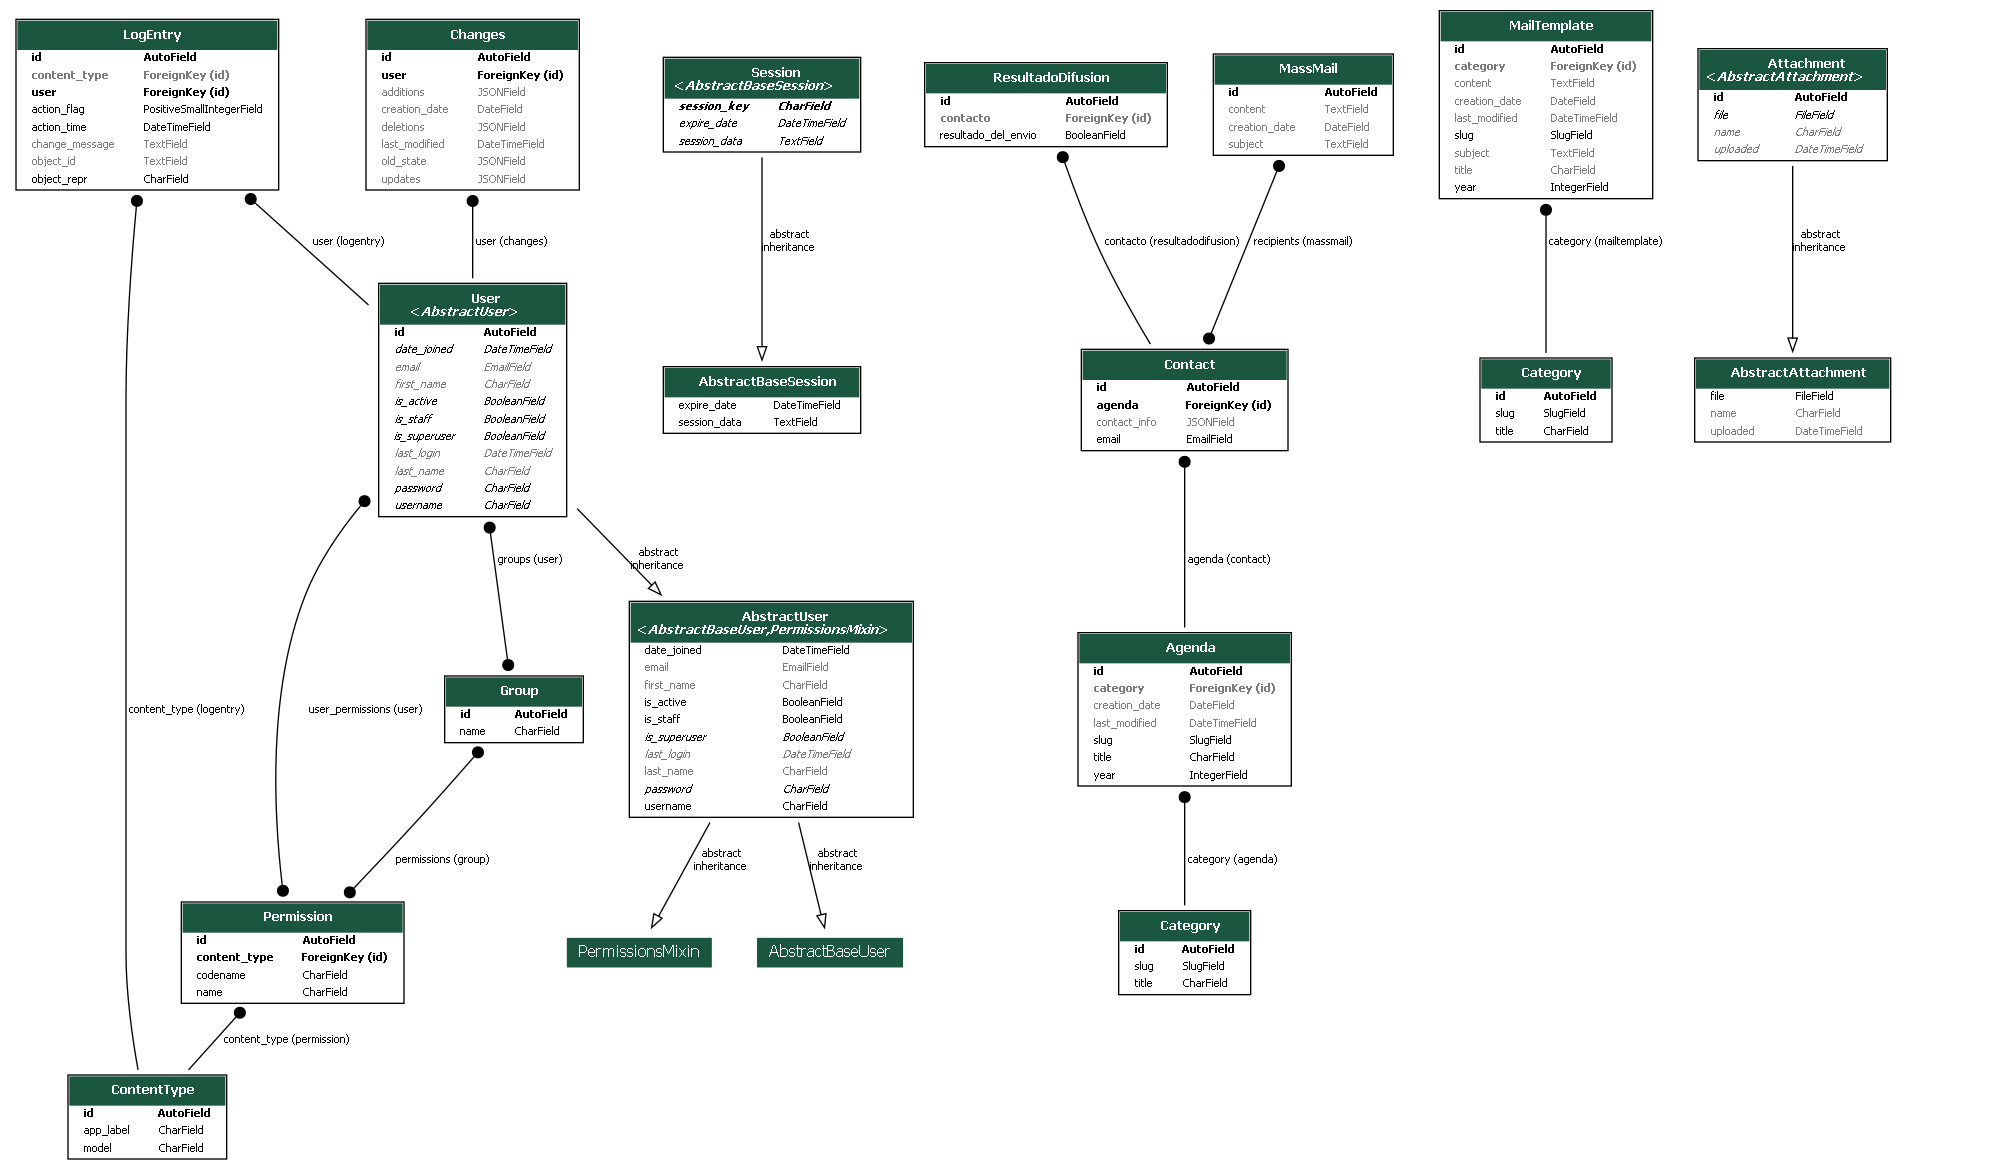 LogEntry
id AutoField
content_type ForeignKey (id)
user ForeignKey (id)
action_flag PositiveSmallIntegerField
action_time DateTimeField
change_message TextField
object_id TextField
object_repr CharField
Changes
id AutoField
user ForeignKey (id)
additions JSONField
creation_date DateField
deletions JSONField
last_modified DateTimeField
old_state JSONField
updates JSONField
Session
<AbstractBaseSession>
session_key CharField
expire_date DateTimeField
session_data TextField
ResultadoDifusion
id AutoField
contacto ForeignKey (id)
resultado_del_envio BooleanField
MassMail
id AutoField
content TextField
creation_date DateField
subject TextField
MailTemplate
id AutoField
category ForeignKey (id)
content TextField
creation_date DateField
last_modified DateTimeField
slug SlugField
subject TextField
title CharField
year IntegerField
Attachment
<AbstractAttachment>
id AutoField
file FileField
name CharField
uploaded DateTimeField
user (logentry)
user (changes)
abstract
inheritance
contacto (resultadodifusion)
recipients (massmail)
category (mailtemplate)
abstract
inheritance
User
<AbstractUser>
id AutoField
date_joined DateTimeField
email EmailField
first_name CharField
is_active BooleanField
is_staff BooleanField
is_superuser BooleanField
last_login DateTimeField
last_name CharField
password CharField
username CharField
AbstractBaseSession
expire_date DateTimeField
session_data TextField
Contact
id AutoField
agenda ForeignKey (id)
contact_info JSONField
email EmailField
Category
id AutoField
slug SlugField
title CharField
AbstractAttachment
file FileField
name CharField
uploaded DateTimeField
groups (user)
abstract
inheritance
agenda (contact)
AbstractUser
<AbstractBaseUser,PermissionsMixin>
date_joined DateTimeField
email EmailField
first_name CharField
is_active BooleanField
is_staff BooleanField
is_superuser BooleanField
last_login DateTimeField
last_name CharField
password CharField
username CharField
Agenda
id AutoField
category ForeignKey (id)
creation_date DateField
last_modified DateTimeField
slug SlugField
title CharField
year IntegerField
content_type (logentry)
user_permissions (user)
Group
id AutoField
name CharField
permissions (group)
abstract
inheritance
abstract
inheritance
category (agenda)
Permission
id AutoField
content_type ForeignKey (id)
codename CharField
name CharField
PermissionsMixin
AbstractBaseUser
Category
id AutoField
slug SlugField
title CharField
content_type (permission)
ContentType
id AutoField
app_label CharField
model CharField